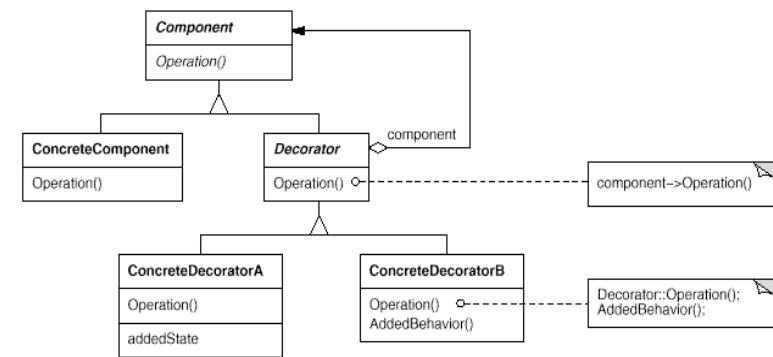 Component
Operation()
component
ConcreteComponent
Operation()
Decorator
Operation()
component–>Operation()
ConcreteDecoratorA
Operation()
addedState
ConcreteDecoratorB
Operation()
AddedBehavior()
Decorator::Operation();
AddedBehavior();